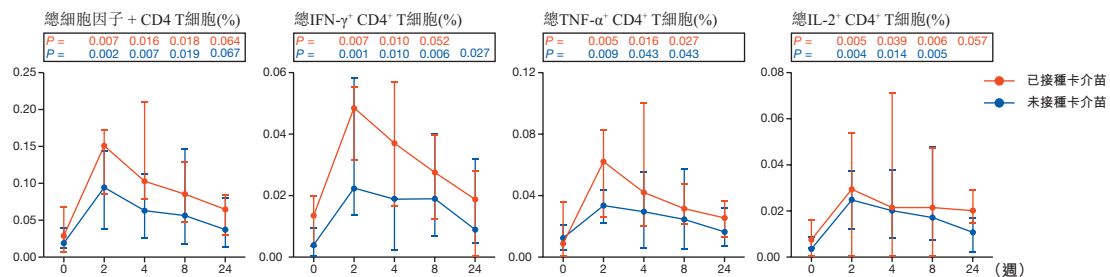 總細胞因子 + CD4 T細胞(%)
P = 0.007 0.016 0.018 0.064
P = 0.002 0.007 0.019 0.067
0.25
0.20
0.15
0.10
0.05
0.00
0 2 4 8 24
總IFN-γ⁺ CD4⁺ T細胞(%)
P = 0.007 0.010 0.052
P = 0.001 0.010 0.006 0.027
0.06
0.04
0.02
0.00
0 2 4 8 24
總TNF-α⁺ CD4⁺ T細胞(%)
P = 0.005 0.016 0.027
P = 0.009 0.043 0.043
0.12
0.08
0.04
0.00
0 2 4 8 24
總IL-2⁺ CD4⁺ T細胞(%)
P = 0.005 0.039 0.006 0.057
P = 0.004 0.014 0.005
0.08
0.06
0.04
0.02
0.00
0 2 4 8 24
(週)
已接種卡介苗
未接種卡介苗